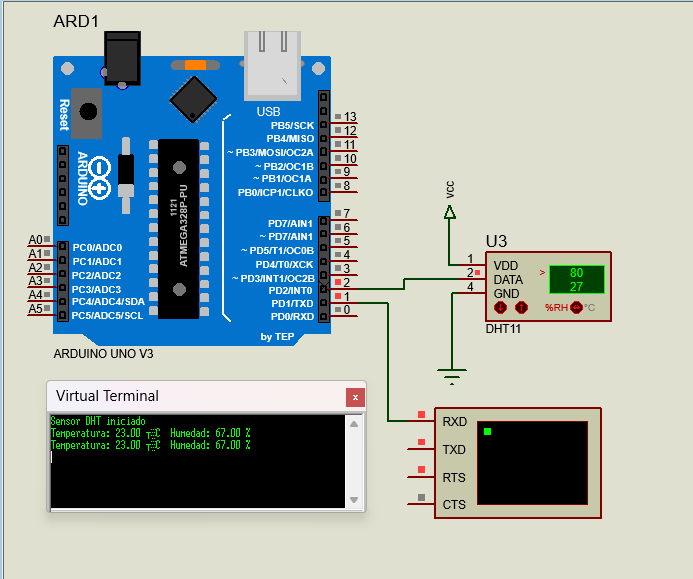 ARD1
USB
Reset
ARDUINO
1121
ATMEGA328P-PU
PB5/SCK 13
PB4/MISO 12
~ PB3/MOSI/OC2A 11
~ PB2/OC1B 10
~ PB1/OC1A 9
PB0/ICP1/CLKO 8
PD7/AIN1 7
~ PD7/AIN1 6
~ PD5/T1/OC0B 5
PD4/T0/XCK 4
~ PD3/INT1/OC2B 3
PD2/INT0 2
PD1/TXD 1
PD0/RXD 0
A0 PC0/ADC0
A1 PC1/ADC1
A2 PC2/ADC2
A3 PC3/ADC3
A4 PC4/ADC4/SDA
A5 PC5/ADC5/SCL
by TEP
ARDUINO UNO V3
VCC
U3
1 VDD
2 DATA
4 GND
> 80
27
%RH °C
DHT11
Virtual Terminal
x
Sensor DHT iniciado
Temperatura: 23.00 C Humedad: 67.00 %
Temperatura: 23.00 C Humedad: 67.00 %
RXD
TXD
RTS
CTS